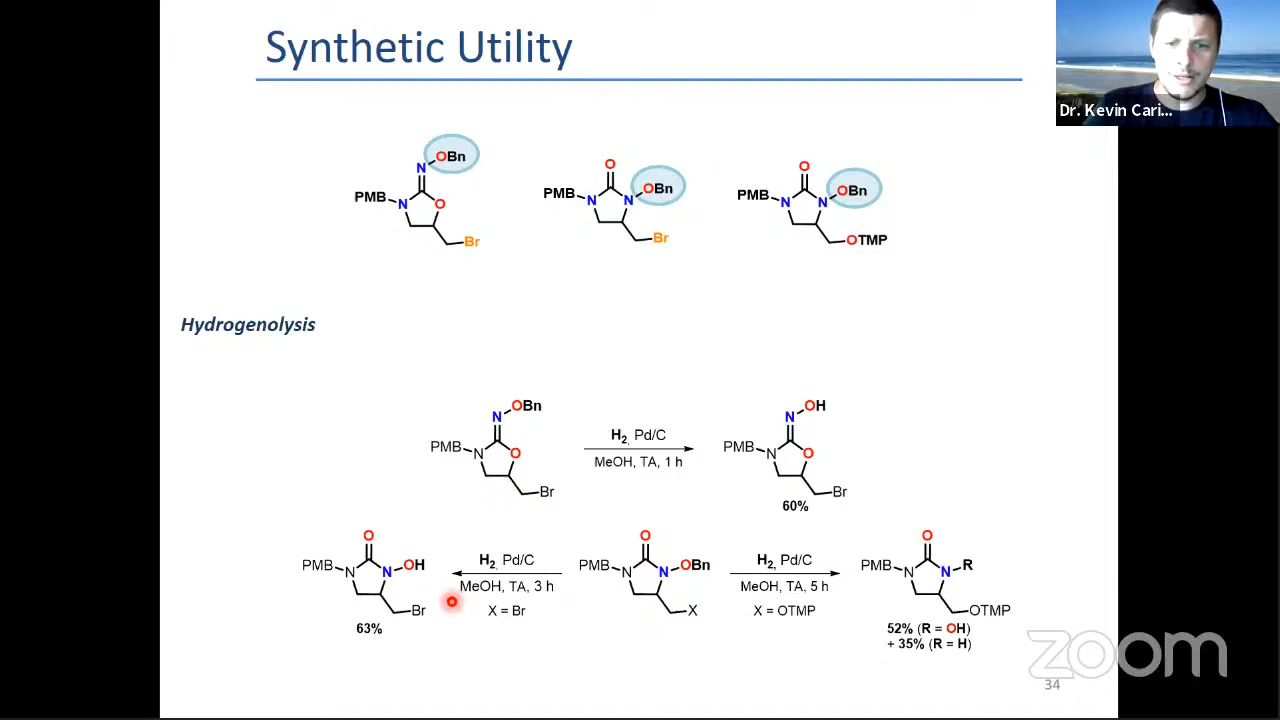 Synthetic Utility
Dr. Kevin Cari...
N OBn
PMB N O
Br
O
PMB N N OBn
Br
O
PMB N N OBn
OTMP
Hydrogenolysis
N OBn
PMB N O
Br
H2, Pd/C
MeOH, TA, 1 h
N OH
PMB N O
Br
60%
O
PMB N N OH
Br
63%
H2, Pd/C
MeOH, TA, 3 h
X = Br
O
PMB N N OBn
X
H2, Pd/C
MeOH, TA, 5 h
X = OTMP
O
PMB N N R
OTMP
52% (R = OH)
+ 35% (R = H)
zoom
34